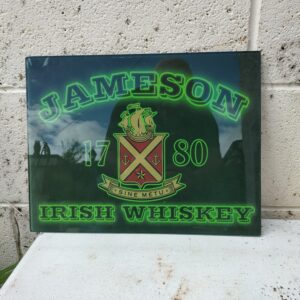 JAMESON
17 80
SINE METU
IRISH WHISKEY